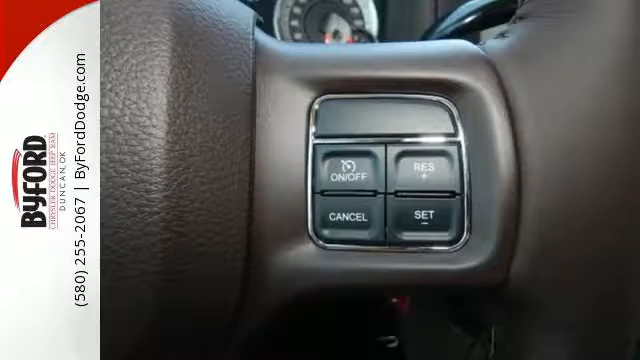 BYFORD
CHRYSLER DODGE JEEP RAM
DUNCAN, OK
(580) 255-2067 | ByFordDodge.com
ON/OFF
RES
+
CANCEL
SET
−